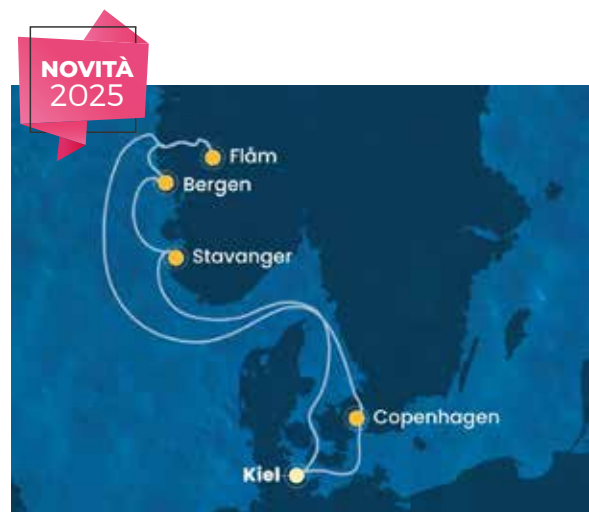 NOVITÀ
2025
Flåm
Bergen
Stavanger
Copenhagen
Kiel